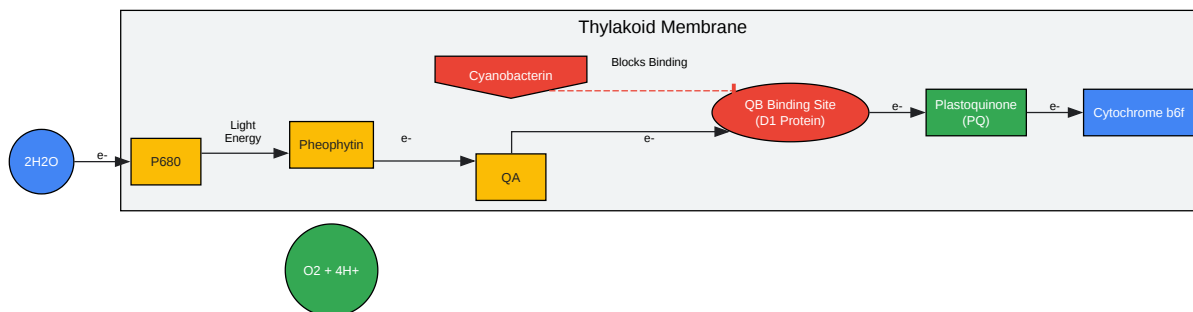 Thylakoid Membrane
Cyanobacterin
Blocks Binding
QB Binding Site
(D1 Protein)
e-
Plastoquinone
(PQ)
e-
Cytochrome b6f
2H2O
e-
P680
Light
Energy
Pheophytin
e-
QA
e-
O2 + 4H+